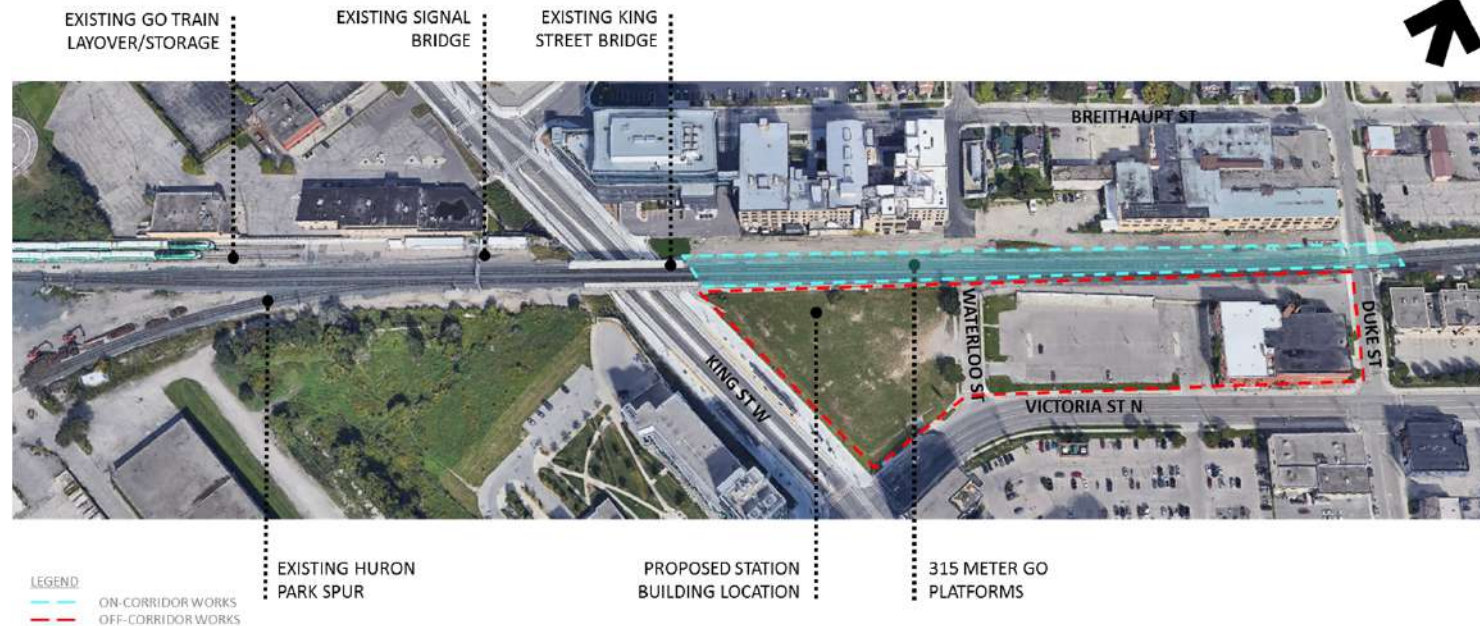 EXISTING GO TRAIN
LAYOVER/STORAGE
EXISTING SIGNAL
BRIDGE
EXISTING KING
STREET BRIDGE
BREITHAUPT ST
KING ST W
WATERLOO ST
DUKE ST
VICTORIA ST N
EXISTING HURON
PARK SPUR
PROPOSED STATION
BUILDING LOCATION
315 METER GO
PLATFORMS
LEGEND
ON-CORRIDOR WORKS
OFF-CORRIDOR WORKS